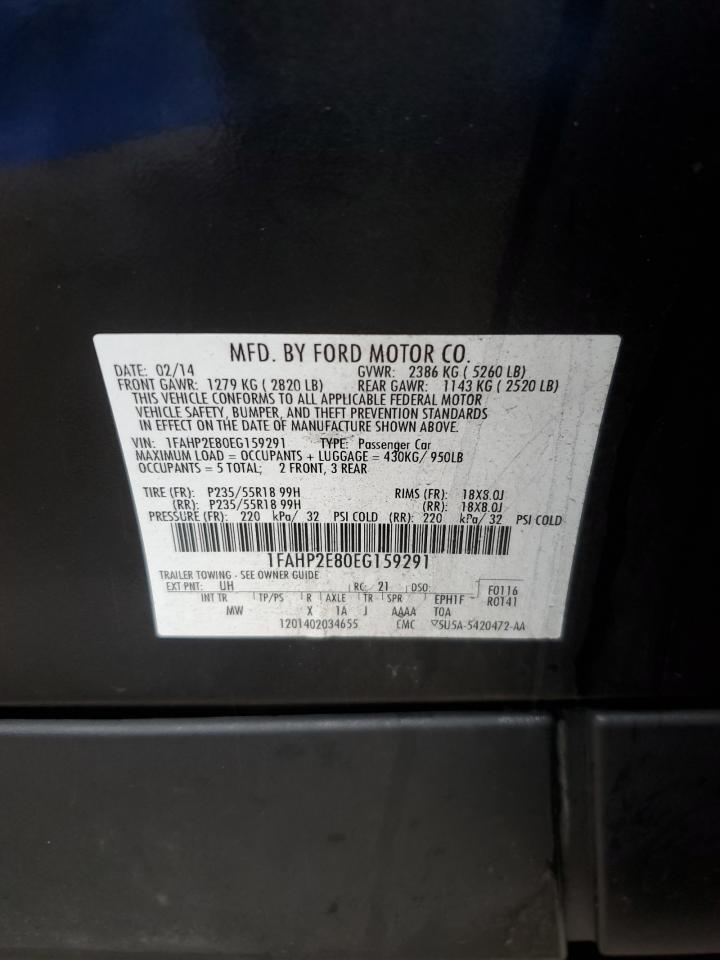 MFD. BY FORD MOTOR CO.
DATE: 02/14 GVWR: 2386 KG ( 5260 LB)
FRONT GAWR: 1279 KG ( 2820 LB) REAR GAWR: 1143 KG ( 2520 LB)
THIS VEHICLE CONFORMS TO ALL APPLICABLE FEDERAL MOTOR
VEHICLE SAFETY, BUMPER, AND THEFT PREVENTION STANDARDS
IN EFFECT ON THE DATE OF MANUFACTURE SHOWN ABOVE.
VIN: 1FAHP2E80EG159291 TYPE: Passenger Car
MAXIMUM LOAD = OCCUPANTS + LUGGAGE = 430KG/ 950LB
OCCUPANTS = 5 TOTAL; 2 FRONT, 3 REAR
TIRE (FR): P235/55R18 99H RIMS (FR): 18X8.0J
(RR): P235/55R18 99H (RR): 18X8.0J
PRESSURE (FR): 220 kPa/ 32 PSI COLD (RR): 220 kPa/ 32 PSI COLD
1FAHP2E80EG159291
TRAILER TOWING - SEE OWNER GUIDE
EXT PNT: UH RC: 21 DSO: F0116
INT TR TP/PS R AXLE TR SPR EPH1F R0141
MW X 1A J AAAA TOA
1201402034655 CMC 5U5A-5420472-AA